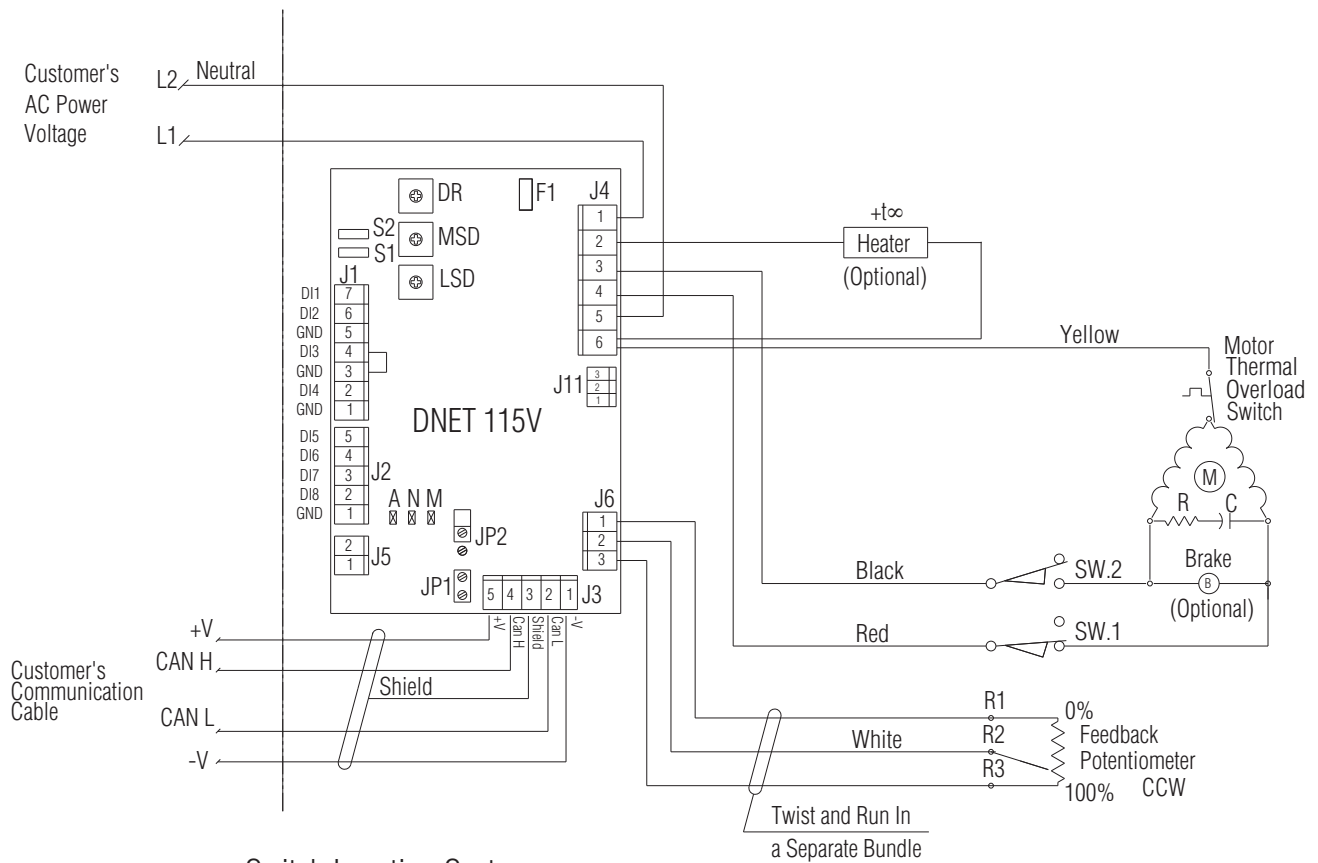 Customer's
AC Power
Voltage
L2
Neutral
L1
DR
F1
J4
S2
MSD
S1
LSD
J1
1
2
3
4
5
6
+t∞
Heater
(Optional)
DI1 7
DI2 6
GND 5
DI3 4
GND 3
DI4 2
GND 1
Yellow
Motor
Thermal
Overload
Switch
J11
3
2
1
DNET 115V
DI5 5
DI6 4
DI7 3
DI8 2
GND 1
J2
A N M
M
R C
J6
1
2
3
JP2
2
1
J5
JP1
5 4 3 2 1
J3
+V
Can H
Shield
Can L
-V
Black
SW.2
Brake
B
(Optional)
Red
SW.1
+V
CAN H
Customer's
Communication
Cable
Shield
CAN L
-V
R1
0%
White
R2
Feedback
Potentiometer
R3
100%
CCW
Twist and Run In
a Separate Bundle